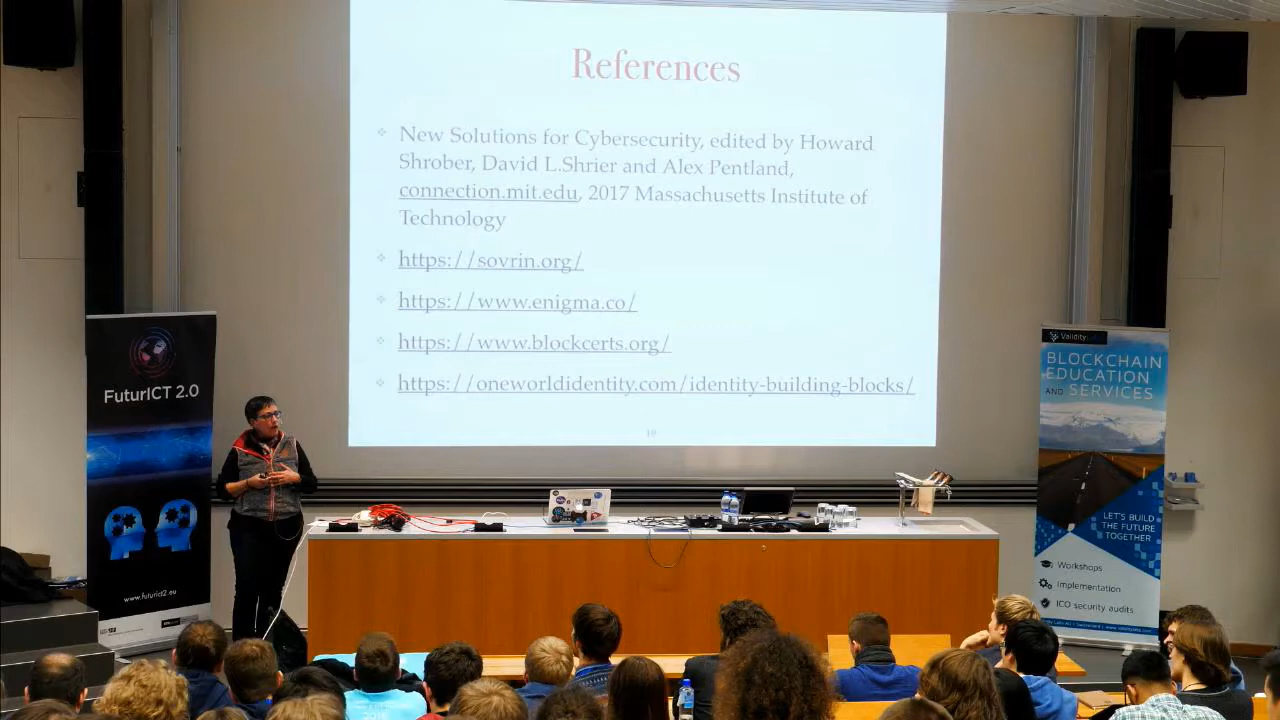 References
New Solutions for Cybersecurity, edited by Howard
Shrober, David L.Shrier and Alex Pentland,
connection.mit.edu, 2017 Massachusetts Institute of
Technology
https://sovrin.org/
https://www.enigma.co/
https://www.blockcerts.org/
https://oneworldidentity.com/identity-building-blocks/
FuturICT 2.0
www.futurict2.eu
Validity
BLOCKCHAIN
EDUCATION
AND SERVICES
LET'S BUILD
THE FUTURE
TOGETHER
Workshops
Implementation
ICO security audits